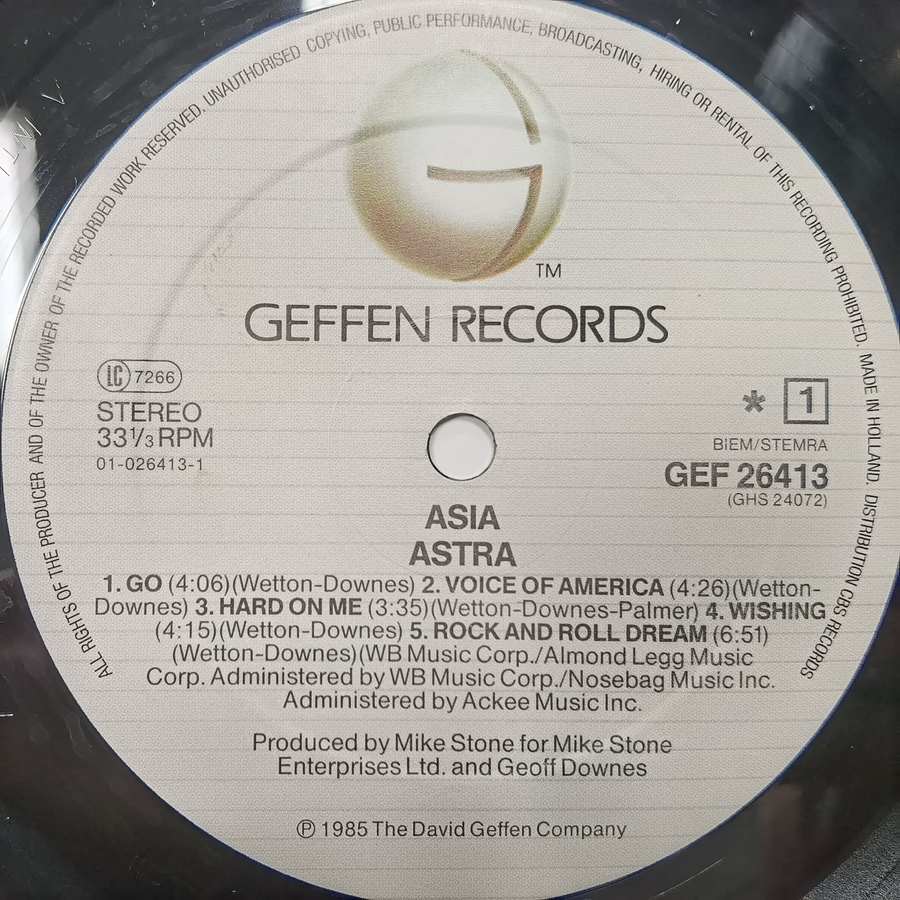 ALL RIGHTS OF THE PRODUCER AND OF THE OWNER OF THE RECORDED WORK RESERVED. UNAUTHORISED COPYING, PUBLIC PERFORMANCE, BROADCASTING, HIRING OR RENTAL OF THIS RECORDING PROHIBITED. MADE IN HOLLAND. DISTRIBUTION CBS RECORDS
TM
GEFFEN RECORDS
LC 7266
STEREO
33 1/3 RPM
01-026413-1
* 1
BIEM/STEMRA
GEF 26413
(GHS 24072)
ASIA
ASTRA
1. GO (4:06)(Wetton-Downes) 2. VOICE OF AMERICA (4:26)(Wetton-
Downes) 3. HARD ON ME (3:35)(Wetton-Downes-Palmer) 4. WISHING
(4:15)(Wetton-Downes) 5. ROCK AND ROLL DREAM (6:51)
(Wetton-Downes)(WB Music Corp./Almond Legg Music
Corp. Administered by WB Music Corp./Nosebag Music Inc.
Administered by Ackee Music Inc.
Produced by Mike Stone for Mike Stone
Enterprises Ltd. and Geoff Downes
℗ 1985 The David Geffen Company